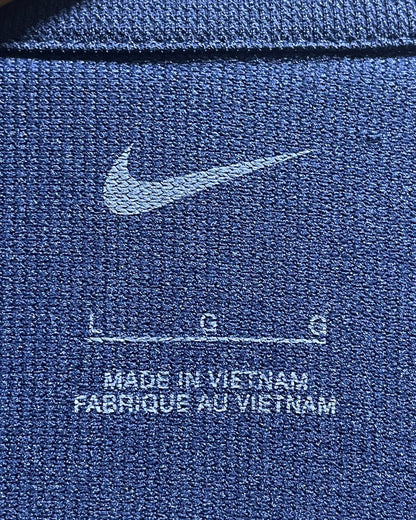 L G G
MADE IN VIETNAM
FABRIQUE AU VIETNAM